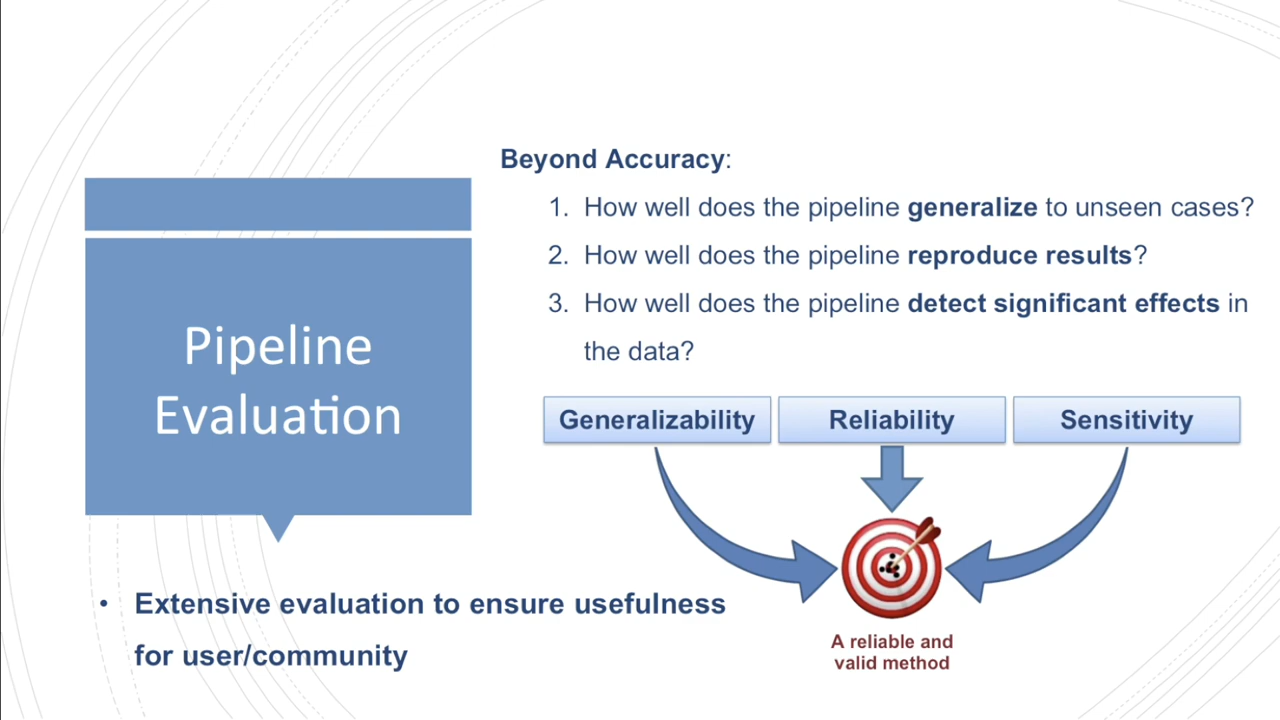 Pipeline
Evaluation
Beyond Accuracy:
1. How well does the pipeline generalize to unseen cases?
2. How well does the pipeline reproduce results?
3. How well does the pipeline detect significant effects in
the data?
Generalizability
Reliability
Sensitivity
A reliable and
valid method
• Extensive evaluation to ensure usefulness
for user/community